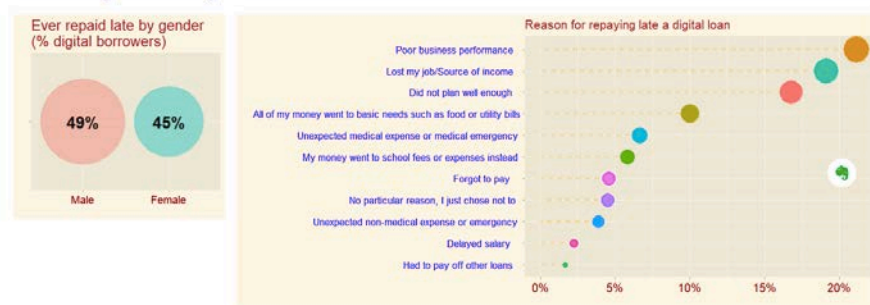 Ever repaid late by gender
(% digital borrowers)
49%
45%
Male Female
Reason for repaying late a digital loan
Poor business performance
Lost my job/Source of income
Did not plan well enough
All of my money went to basic needs such as food or utility bills
Unexpected medical expense or medical emergency
My money went to school fees or expenses instead
Forgot to pay
No particular reason, I just chose not to
Unexpected non-medical expense or emergency
Delayed salary
Had to pay off other loans
0% 5% 10% 15% 20%